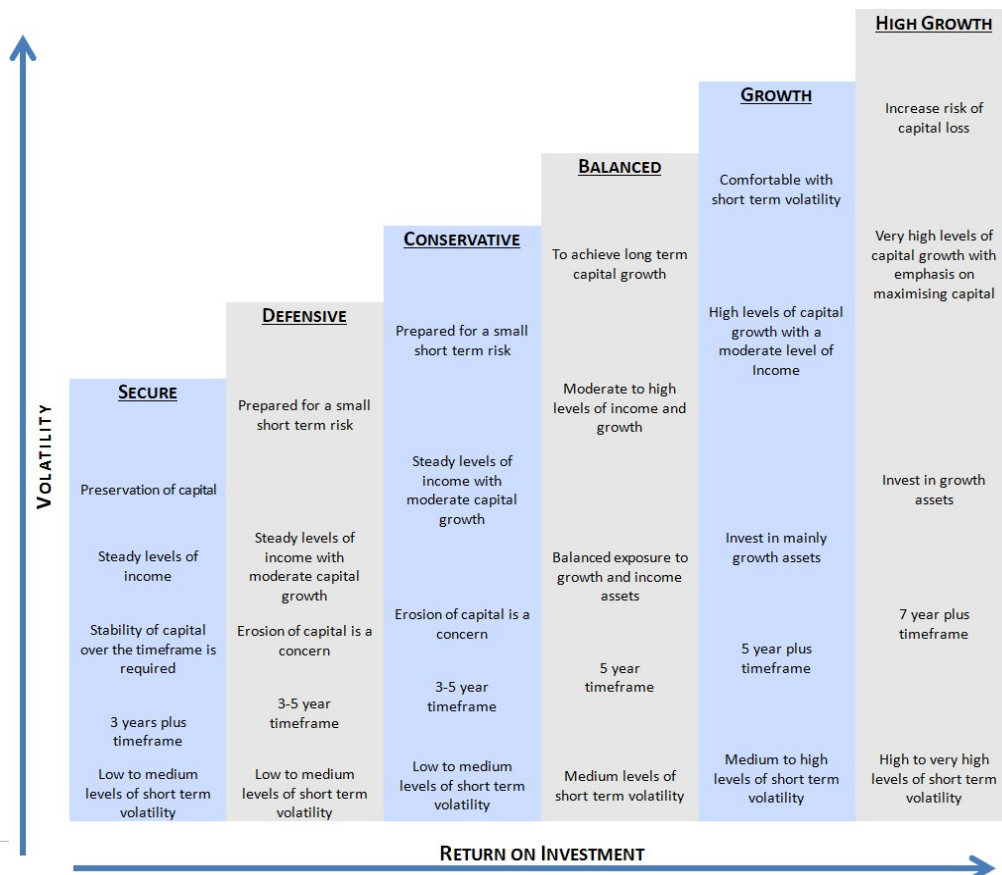 HIGH GROWTH
Increase risk of
capital loss
Very high levels of
capital growth with
emphasis on
maximising capital
Invest in growth
assets
7 year plus
timeframe
High to very high
levels of short term
volatility
GROWTH
Comfortable with
short term volatility
High levels of capital
growth with a
moderate level of
Income
Invest in mainly
growth assets
5 year plus
timeframe
Medium to high
levels of short term
volatility
BALANCED
To achieve long term
capital growth
Moderate to high
levels of income and
growth
Balanced exposure to
growth and income
assets
5 year
timeframe
Medium levels of
short term volatility
CONSERVATIVE
Prepared for a small
short term risk
Steady levels of
income with
moderate capital
growth
Erosion of capital is a
concern
3-5 year
timeframe
Low to medium
levels of short term
volatility
DEFENSIVE
Prepared for a small
short term risk
Steady levels of
income with
moderate capital
growth
Erosion of capital is a
concern
3-5 year
timeframe
Low to medium
levels of short term
volatility
SECURE
Preservation of capital
Steady levels of
income
Stability of capital
over the timeframe is
required
3 years plus
timeframe
Low to medium
levels of short term
volatility
VOLATILITY
RETURN ON INVESTMENT